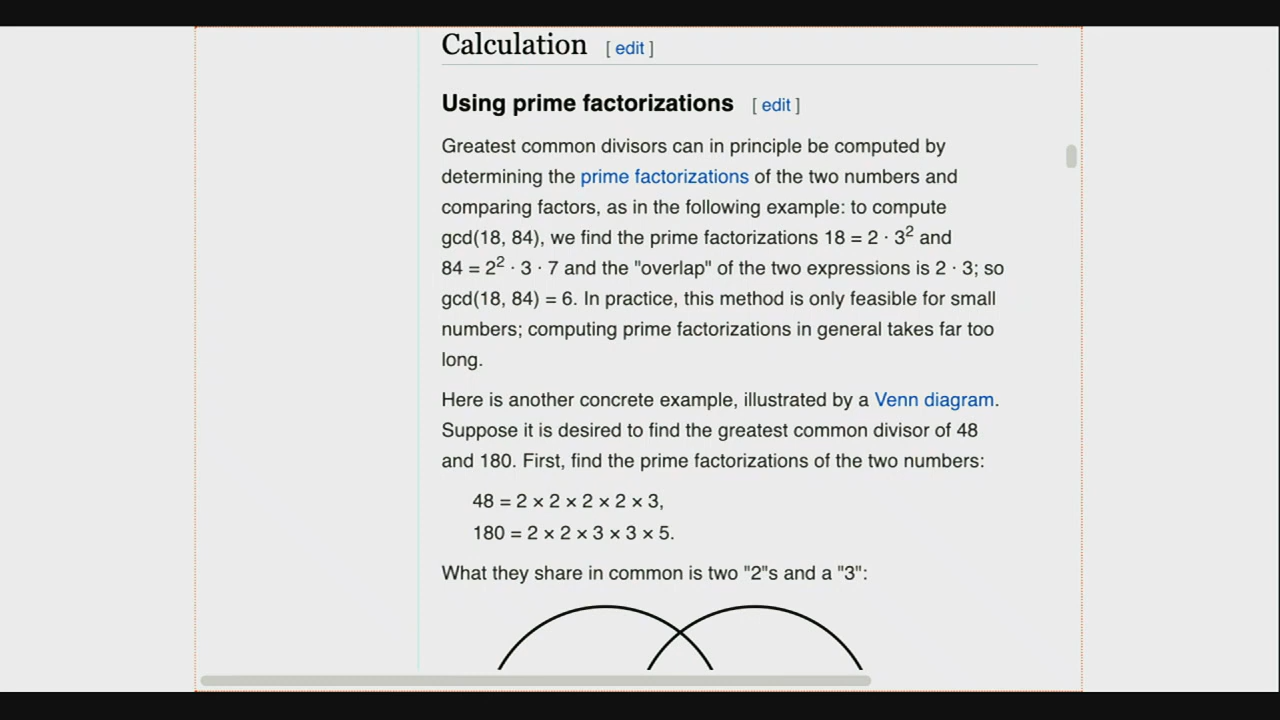 Calculation [ edit ]
Using prime factorizations [ edit ]
Greatest common divisors can in principle be computed by
determining the prime factorizations of the two numbers and
comparing factors, as in the following example: to compute
gcd(18, 84), we find the prime factorizations 18 = 2 · 3² and
84 = 2² · 3 · 7 and the "overlap" of the two expressions is 2 · 3; so
gcd(18, 84) = 6. In practice, this method is only feasible for small
numbers; computing prime factorizations in general takes far too
long.
Here is another concrete example, illustrated by a Venn diagram.
Suppose it is desired to find the greatest common divisor of 48
and 180. First, find the prime factorizations of the two numbers:
48 = 2 × 2 × 2 × 2 × 3,
180 = 2 × 2 × 3 × 3 × 5.
What they share in common is two "2"s and a "3":